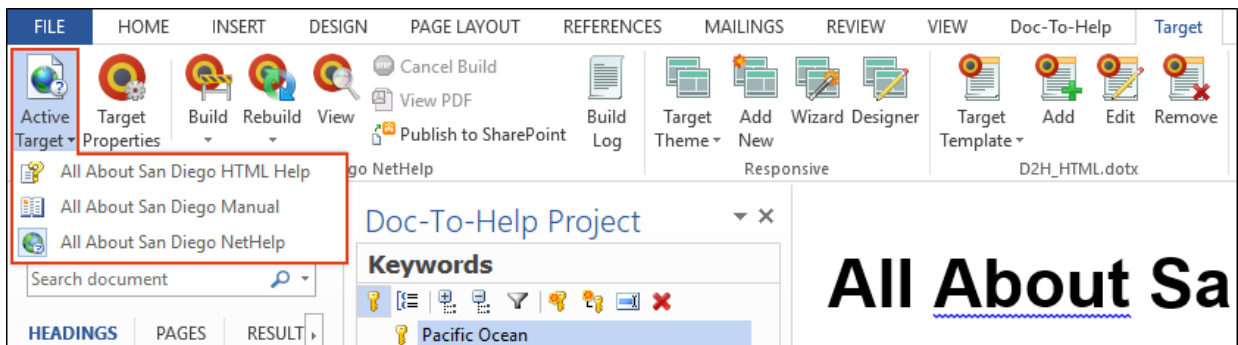 FILE HOME INSERT DESIGN PAGE LAYOUT REFERENCES MAILINGS REVIEW VIEW Doc-To-Help Target
Cancel Build
View PDF
Publish to SharePoint
Active Target
Target Properties
Build
Rebuild
View
Build Log
Target Theme
Add New
Wizard
Designer
Target Template
Add
Edit
Remove
go NetHelp
Responsive
D2H_HTML.dotx
All About San Diego HTML Help
All About San Diego Manual
All About San Diego NetHelp
Search document
HEADINGS PAGES RESULT
Doc-To-Help Project
Keywords
Pacific Ocean
All About Sa